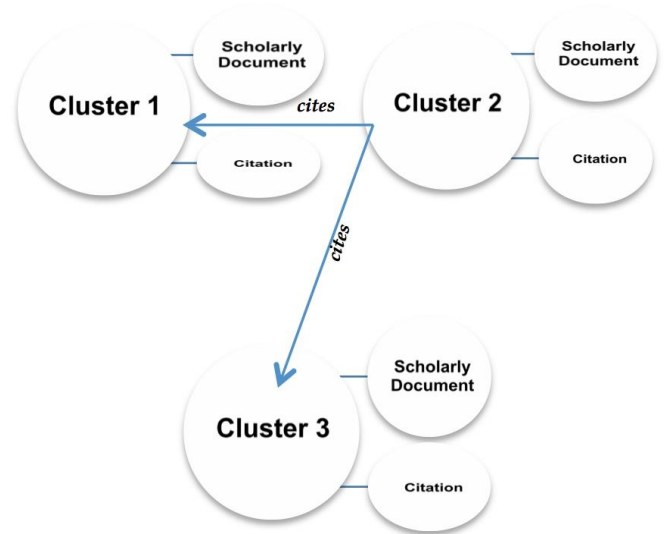 Scholarly
Document
Cluster 1
cites
Citation
Cluster 2
Scholarly
Document
Citation
cites
Cluster 3
Scholarly
Document
Citation